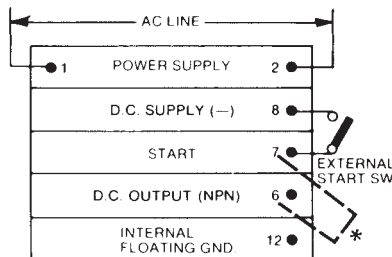 AC LINE
1 POWER SUPPLY 2
D.C. SUPPLY (—) 8
START 7
EXTERNAL
START SW
D.C. OUTPUT (NPN) 6
INTERNAL
FLOATING GND. 12
*